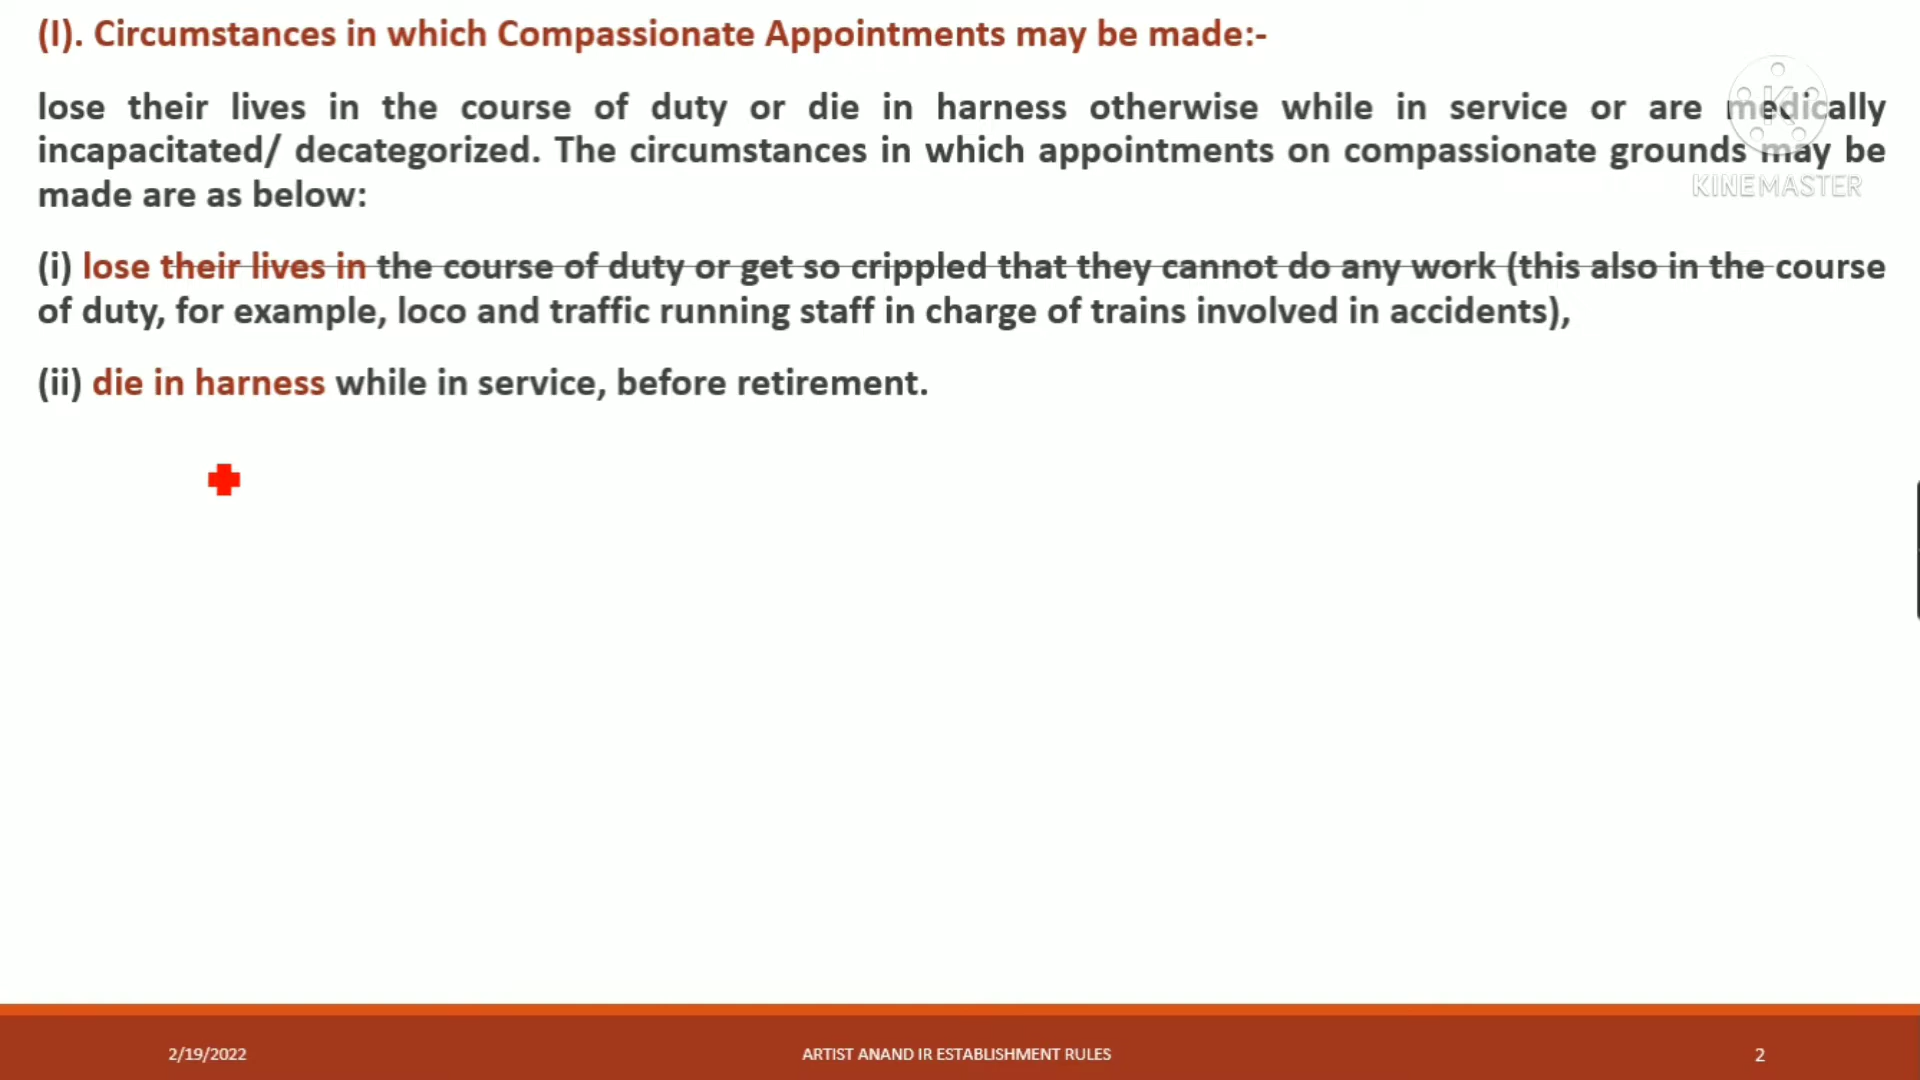 (I). Circumstances in which Compassionate Appointments may be made:-
lose their lives in the course of duty or die in harness otherwise while in service or are medically
incapacitated/ decategorized. The circumstances in which appointments on compassionate grounds may be
made are as below:
KINEMASTER
(i) lose their lives in the course of duty or get so crippled that they cannot do any work (this also in the course
of duty, for example, loco and traffic running staff in charge of trains involved in accidents),
(ii) die in harness while in service, before retirement.
2/19/2022
ARTIST ANAND IR ESTABLISHMENT RULES
2